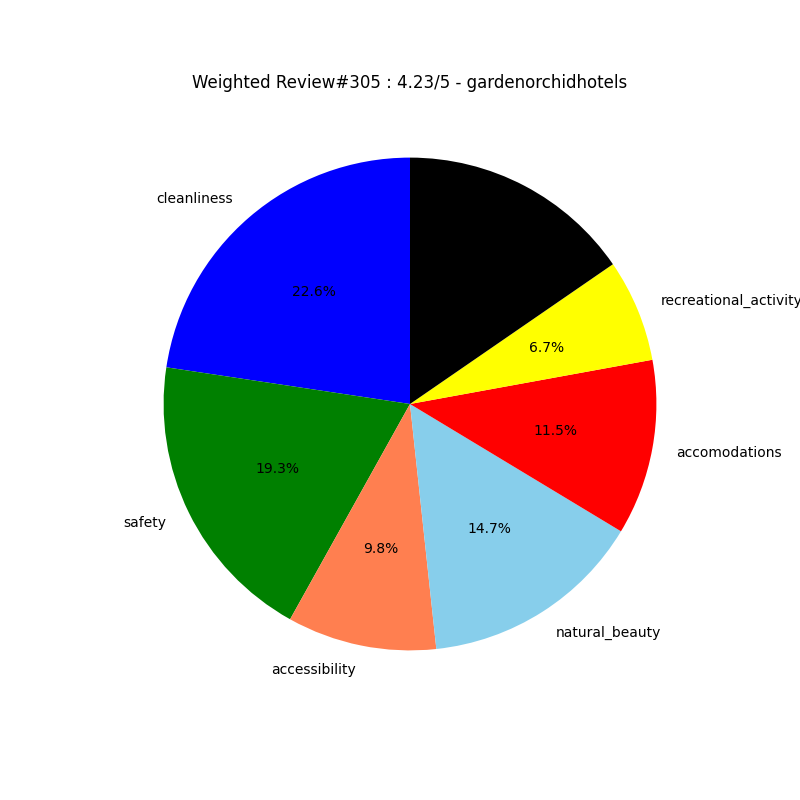 Weighted Review#305 : 4.23/5 - gardenorchidhotels
cleanliness
22.6%
recreational_activity
6.7%
11.5%
accomodations
19.3%
safety
14.7%
9.8%
natural_beauty
accessibility